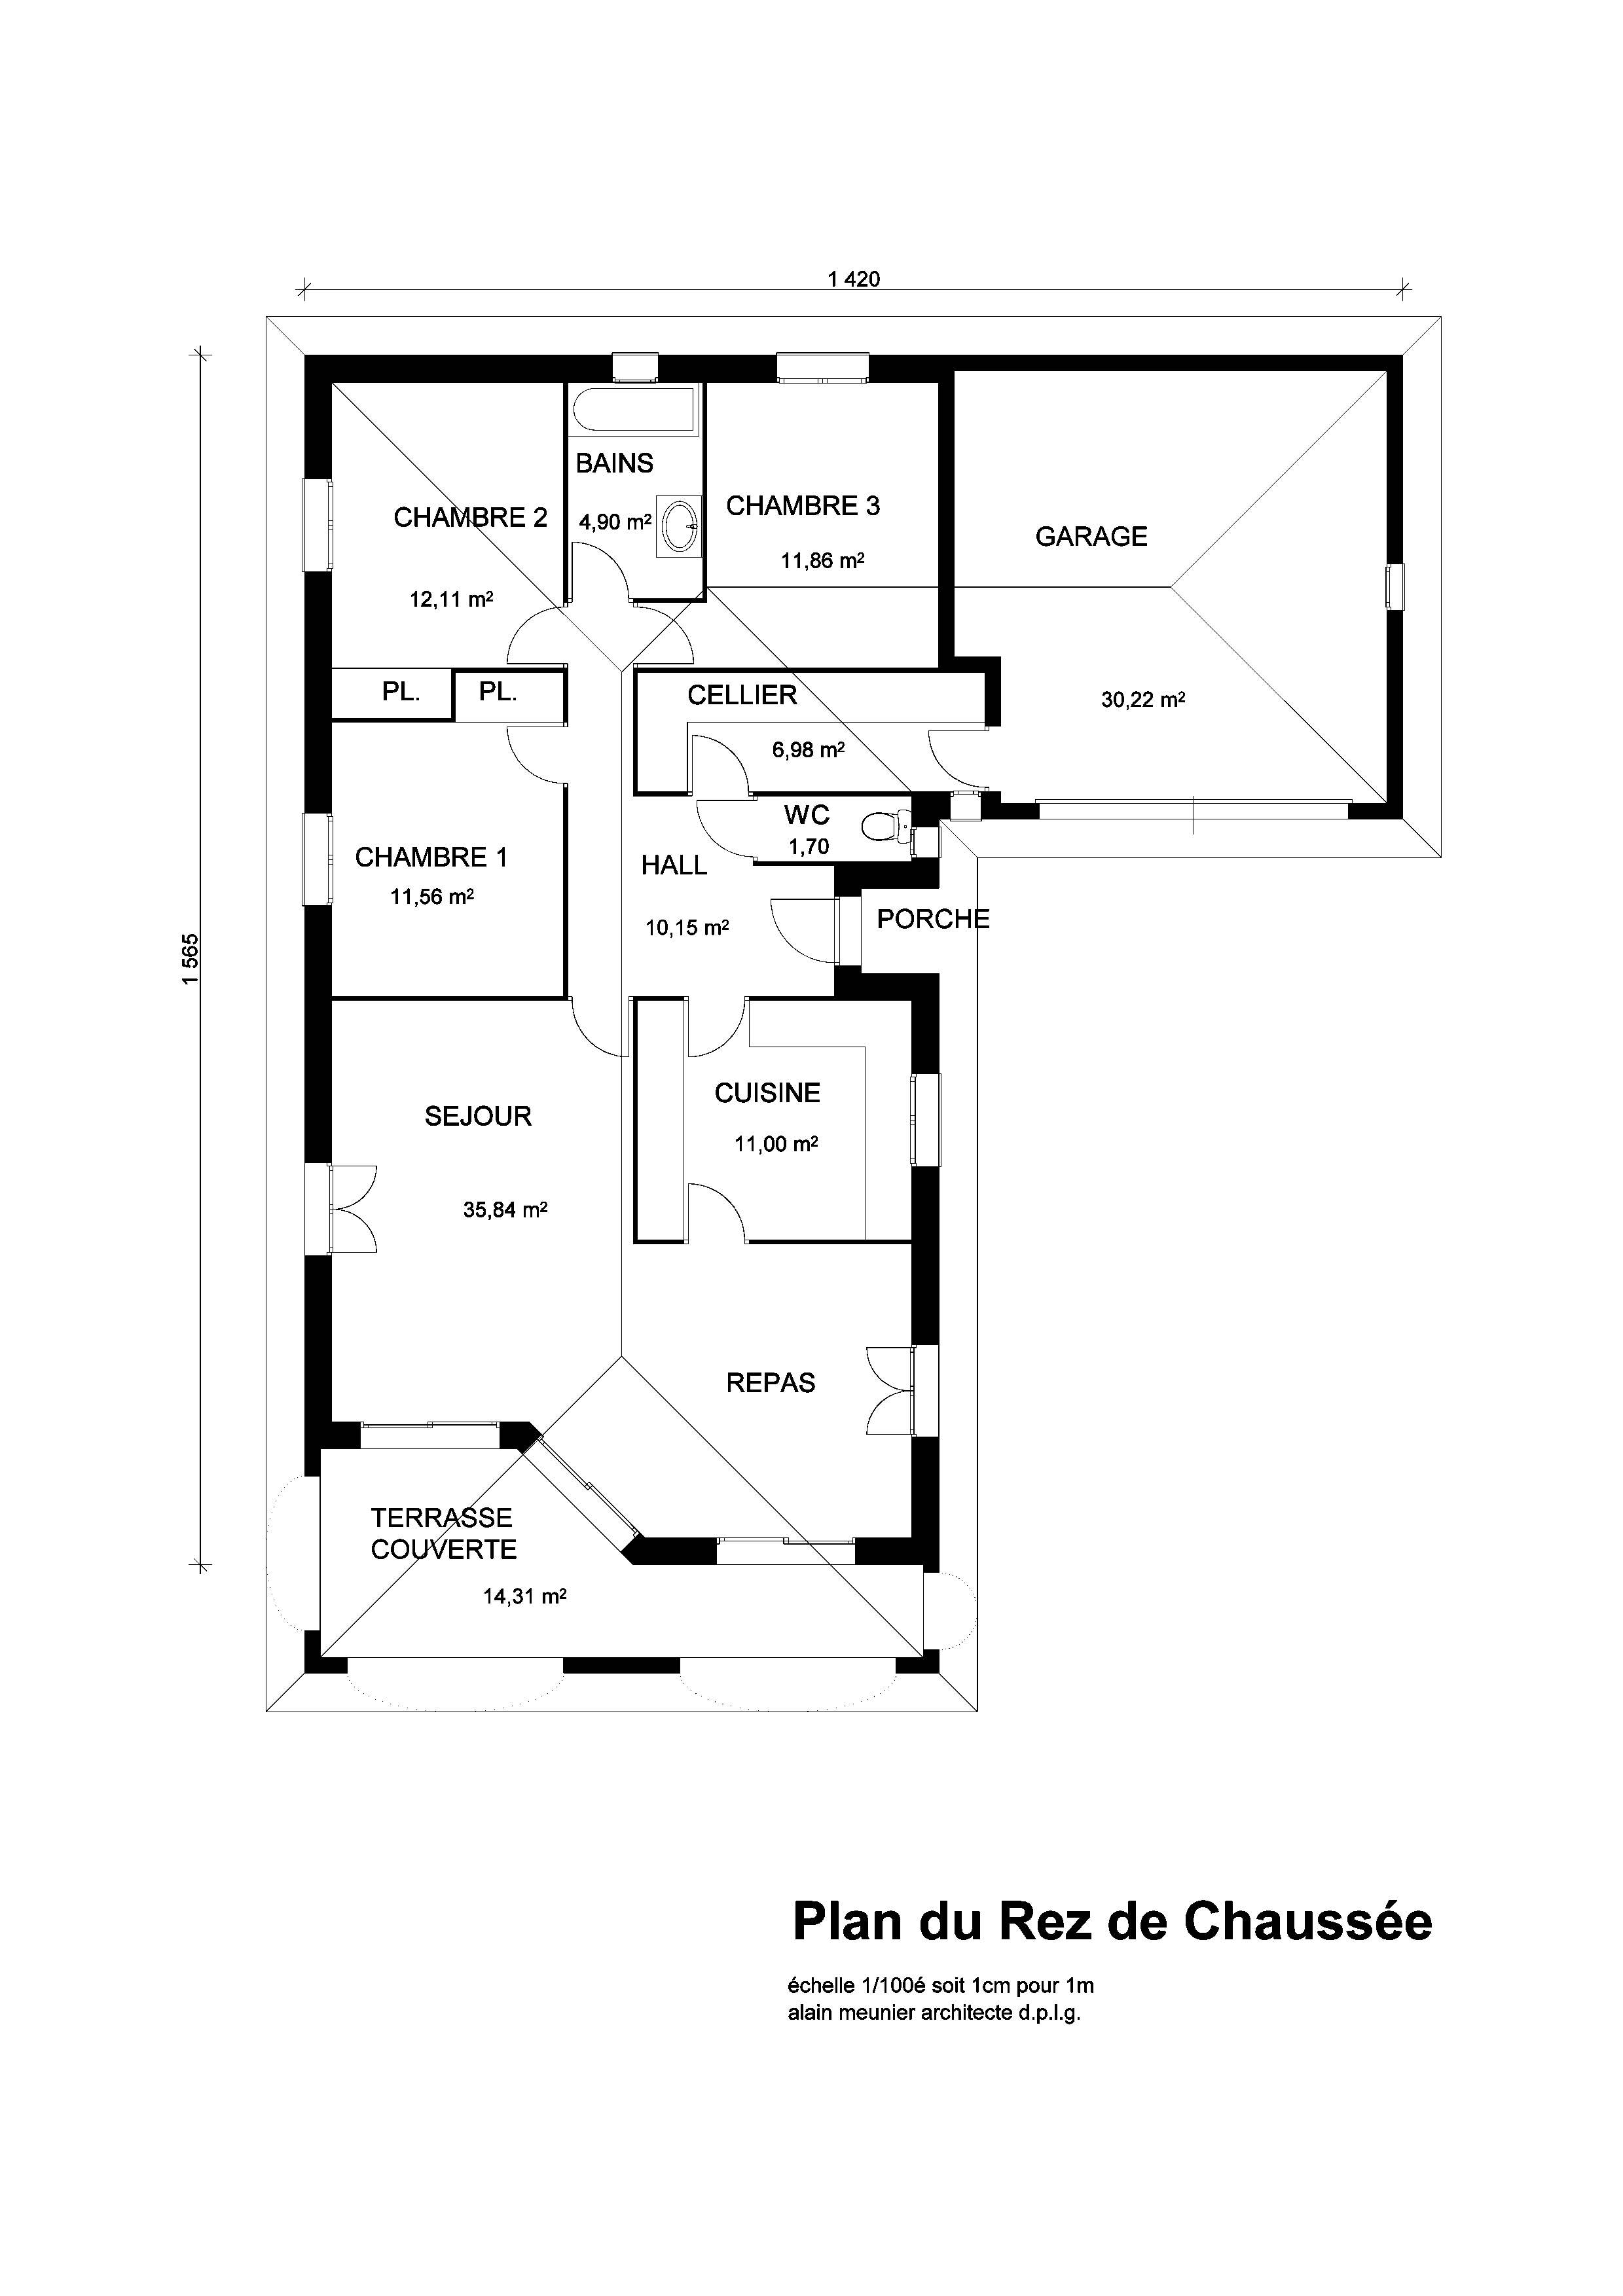 1 420
BAINS
CHAMBRE 3
CHAMBRE 2
4,90 m²
GARAGE
11,86 m²
12,11 m²
PL.
PL.
CELLIER
30,22 m²
6,98 m²
WC
1,70
CHAMBRE 1
HALL
11,56 m²
PORCHE
10,15 m²
1 565
CUISINE
SEJOUR
11,00 m²
35,84 m²
REPAS
TERRASSE
COUVERTE
14,31 m²
Plan du Rez de Chaussée
échelle 1/100é soit 1cm pour 1m
alain meunier architecte d.p.l.g.